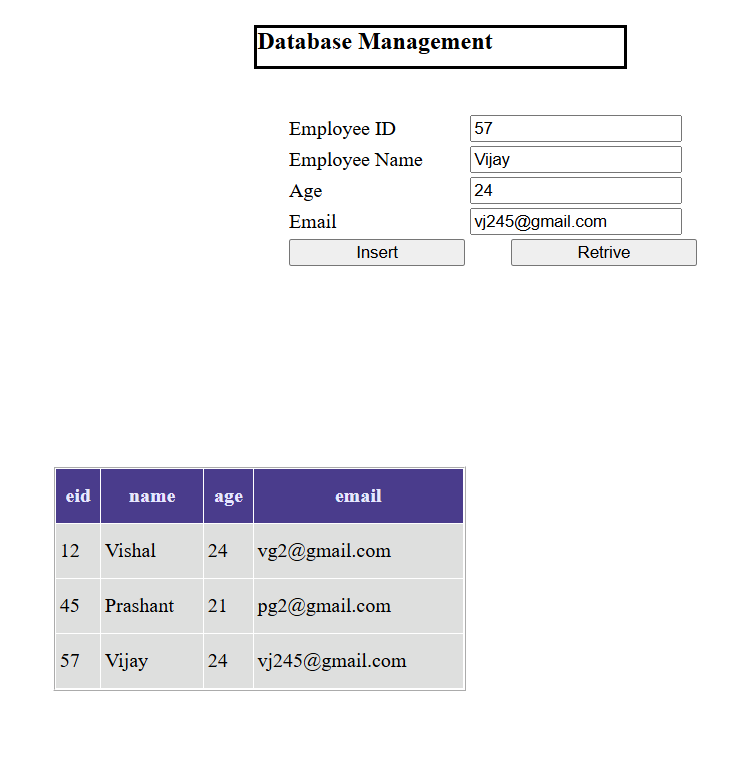 Database Management
Employee ID 57
Employee Name Vijay
Age 24
Email vj245@gmail.com
Insert Retrive
eid name age email
12 Vishal 24 vg2@gmail.com
45 Prashant 21 pg2@gmail.com
57 Vijay 24 vj245@gmail.com